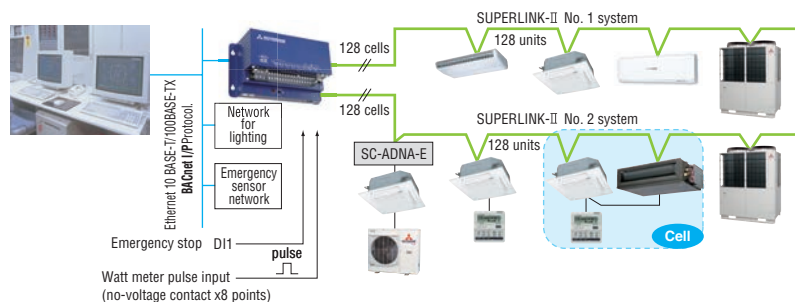 SUPERLINK-II No. 1 system
128 cells
128 units
128 cells
SUPERLINK-II No. 2 system
128 units
Ethernet 10 BASE-T/100BASE-TX
BACnet I/P Protocol.
Network
for
lighting
Emergency
sensor
network
SC-ADNA-E
Cell
Emergency stop DI1
pulse
Watt meter pulse input
(no-voltage contact x8 points)